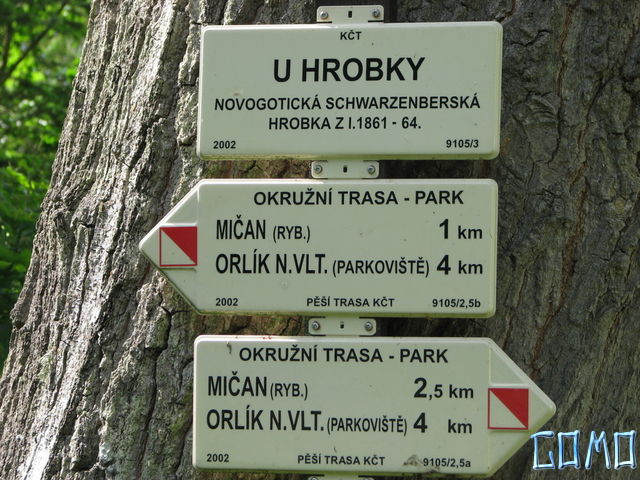 KČT
U HROBKY
NOVOGOTICKÁ SCHWARZENBERSKÁ
HROBKA Z l.1861 - 64.
2002 9105/3
OKRUŽNÍ TRASA - PARK
MIČAN (RYB.) 1 km
ORLÍK N.VLT. (PARKOVIŠTĚ) 4 km
2002 PĚŠÍ TRASA KČT 9105/2,5b
OKRUŽNÍ TRASA - PARK
MIČAN (RYB.) 2,5 km
ORLÍK N.VLT. (PARKOVIŠTĚ) 4 km
2002 PĚŠÍ TRASA KČT 9105/2,5a
GOMO